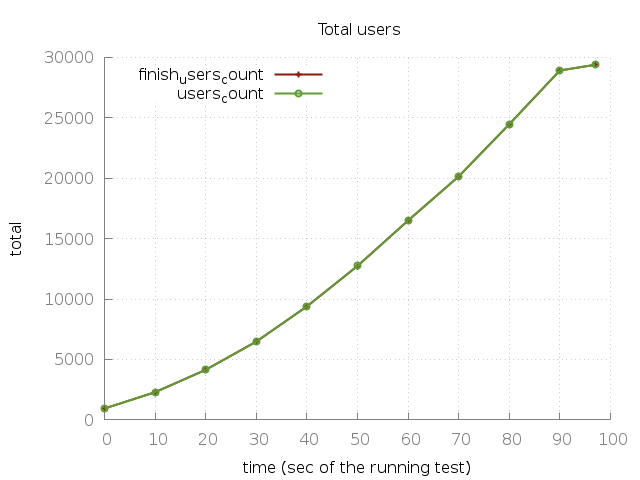 Total users
finish_users_count
users_count
total
30000
25000
20000
15000
10000
5000
0
0 10 20 30 40 50 60 70 80 90 100
time (sec of the running test)